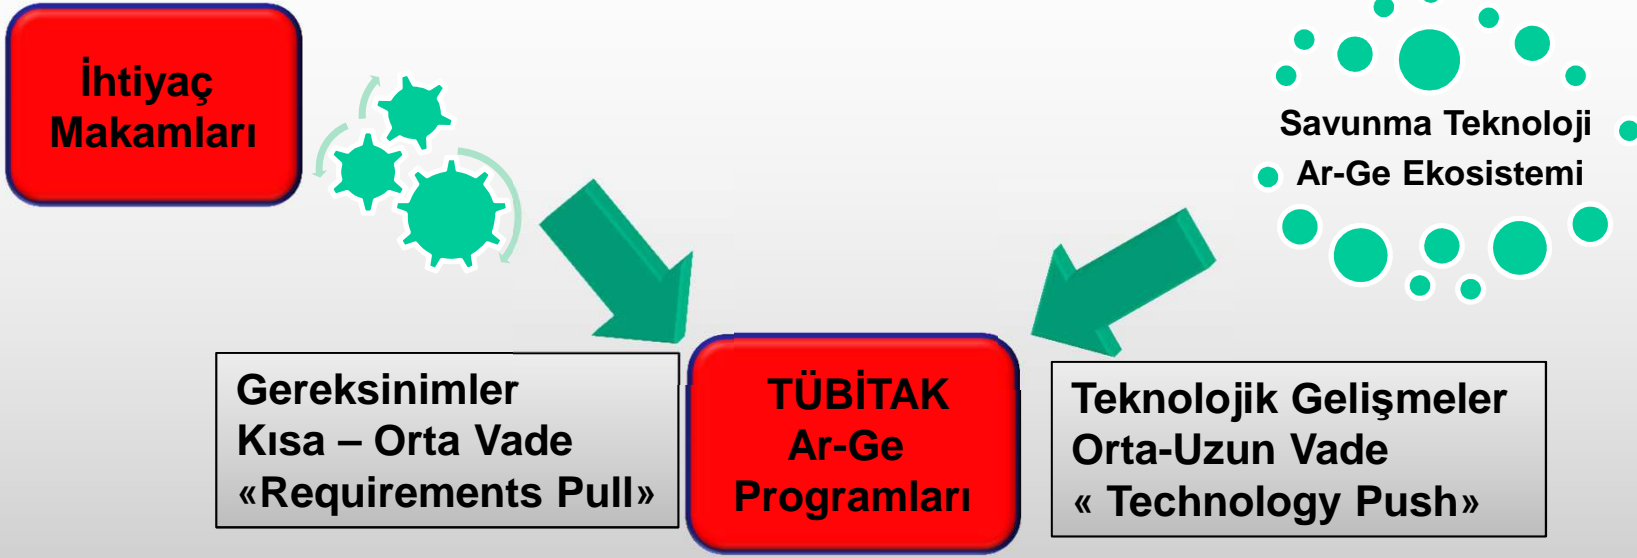 İhtiyaç
Makamları
Savunma Teknoloji
Ar-Ge Ekosistemi
Gereksinimler
Kısa – Orta Vade
«Requirements Pull»
TÜBİTAK
Ar-Ge
Programları
Teknolojik Gelişmeler
Orta-Uzun Vade
« Technology Push»